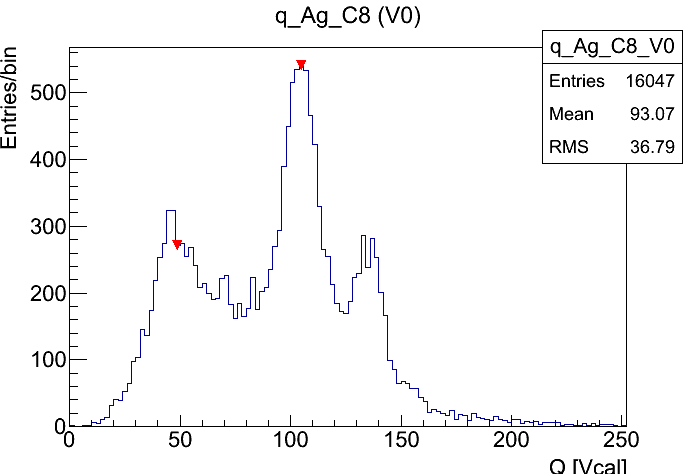 q_Ag_C8 (V0)
Entries/bin
q_Ag_C8_V0
Entries 16047
Mean 93.07
RMS 36.79
500
400
300
200
100
0
0 50 100 150 200 250
Q [Vcal]